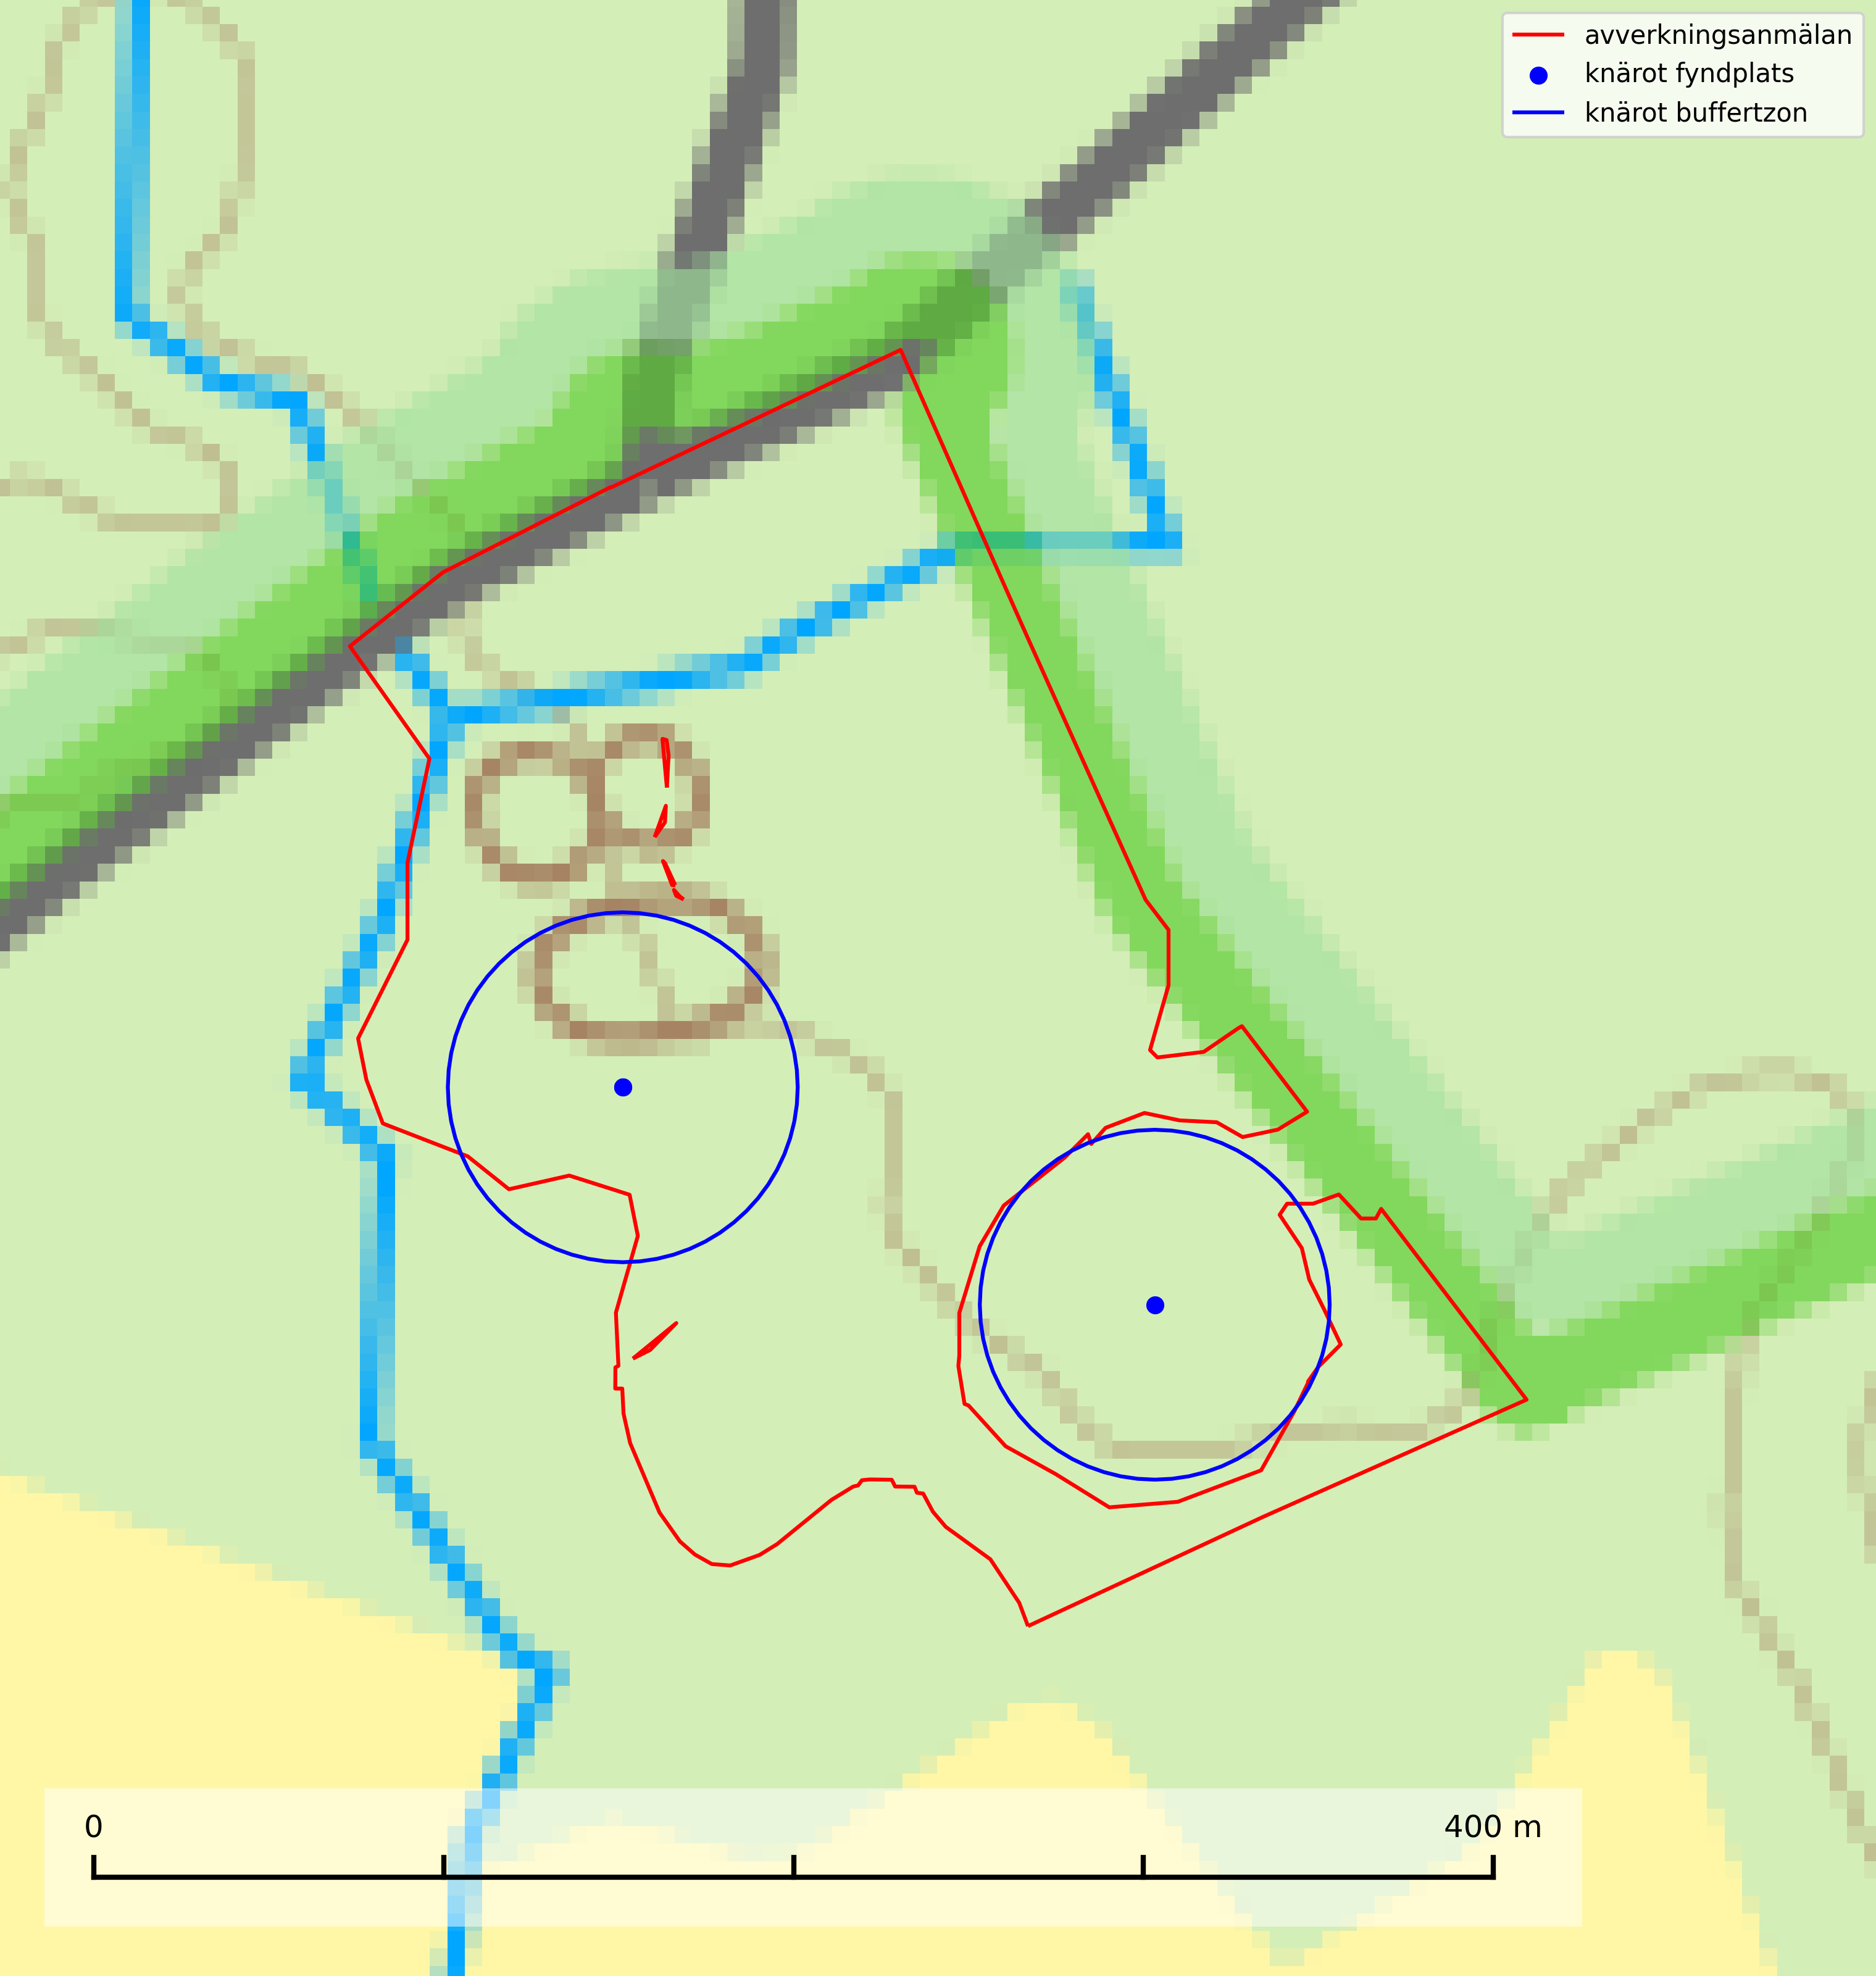 avverkningsanmälan
knärot fyndplats
knärot buffertzon
0
400 m